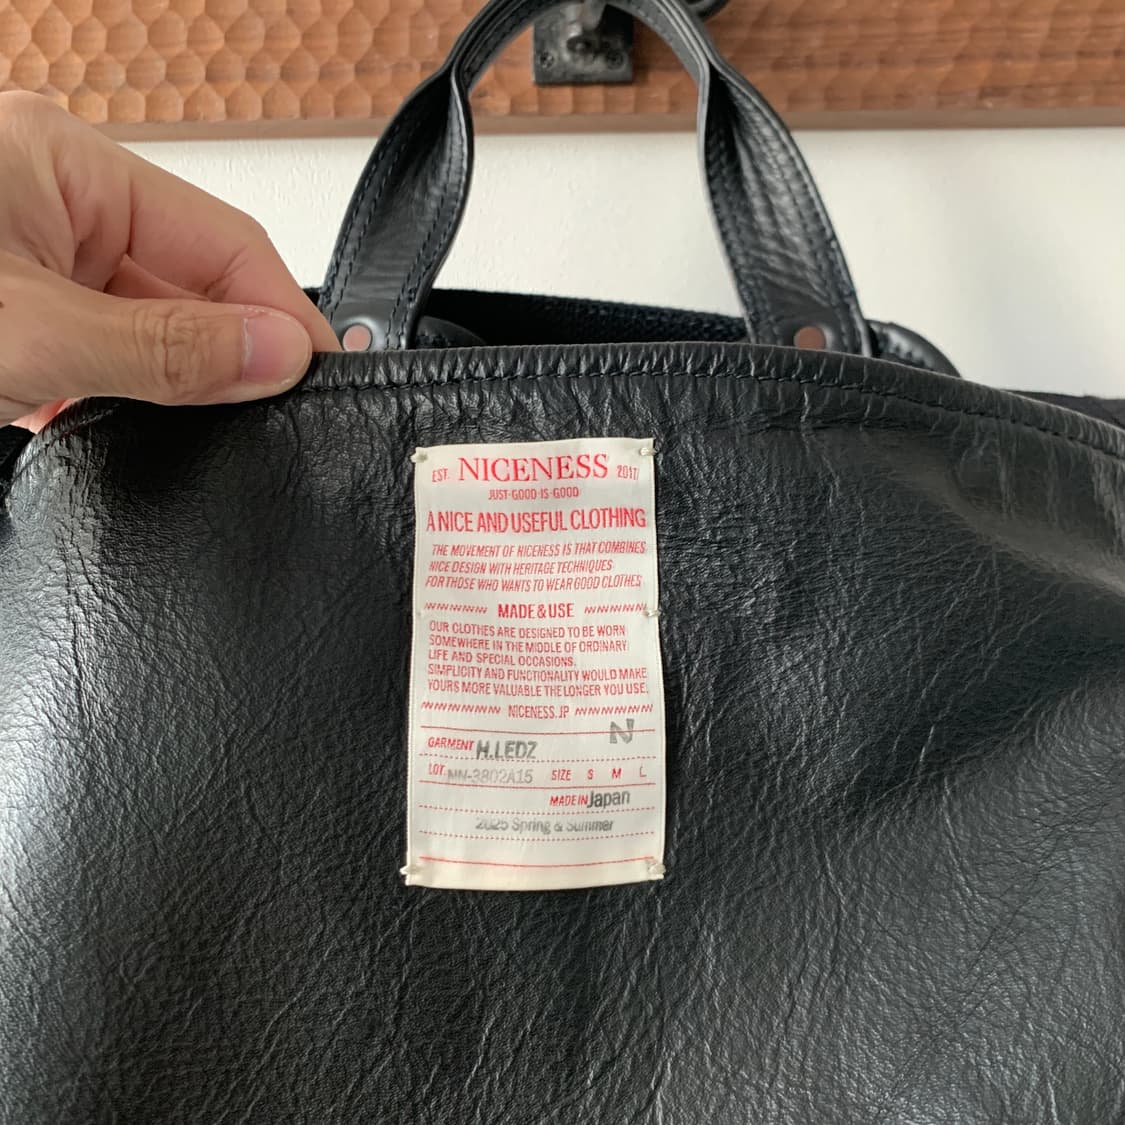 EST. NICENESS 2017
JUST-GOOD-IS-GOOD
A NICE AND USEFUL CLOTHING
THE MOVEMENT OF NICENESS IS THAT COMBINES
NICE DESIGN WITH HERITAGE TECHNIQUES
FOR THOSE WHO WANTS TO WEAR GOOD CLOTHES
MADE & USE
OUR CLOTHES ARE DESIGNED TO BE WORN
SOMEWHERE IN THE MIDDLE OF ORDINARY
LIFE AND SPECIAL OCCASIONS.
SIMPLICITY AND FUNCTIONALITY WOULD MAKE
YOURS MORE VALUABLE THE LONGER YOU USE.
NICENESS.JP
N
GARMENT H.LEDZ
LOT. NN-3802A15 SIZE S M L
MADE IN Japan
2025 Spring & Summer